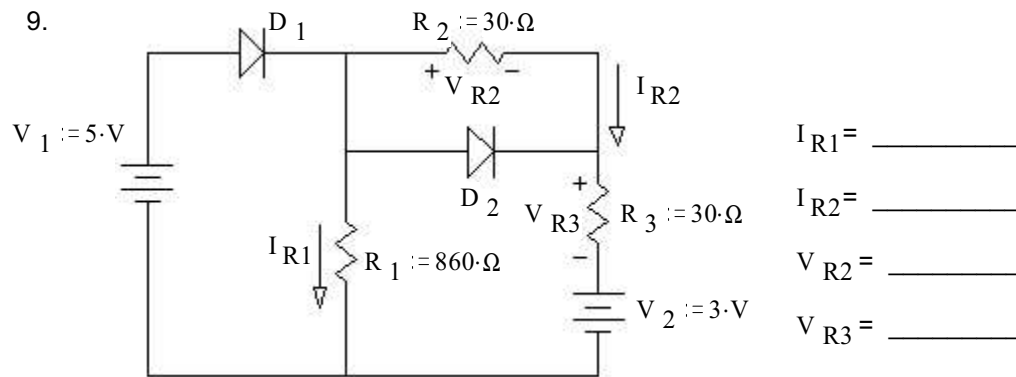 9.
D 1
R 2 := 30·Ω
+ V R2 −
I R2
V 1 := 5·V
D 2
+
V R3
R 3 := 30·Ω
−
I R1
R 1 := 860·Ω
V 2 := 3·V
I R1 = ________
I R2 = ________
V R2 = ________
V R3 = ________